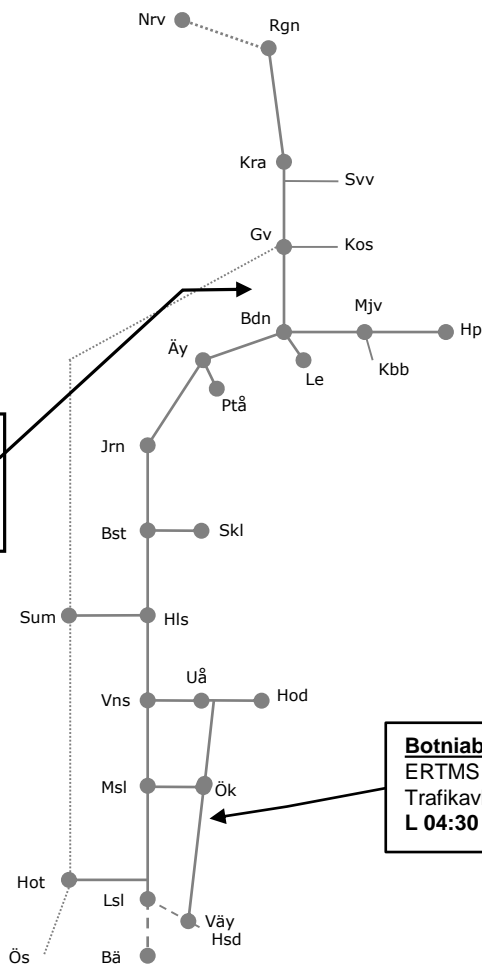 Nrv
Rgn
Kra
Svv
Gv
Kos
Bdn
Mjv
Hp
Äy
Le
Kbb
Ptå
Jrn
Bst
Skl
Sum
Hls
Uå
Vns
Hod
Msl
Ök
Botniab
ERTMS
Trafikav
L 04:30
Hot
Lsl
Väy
Hsd
Ös
Bä